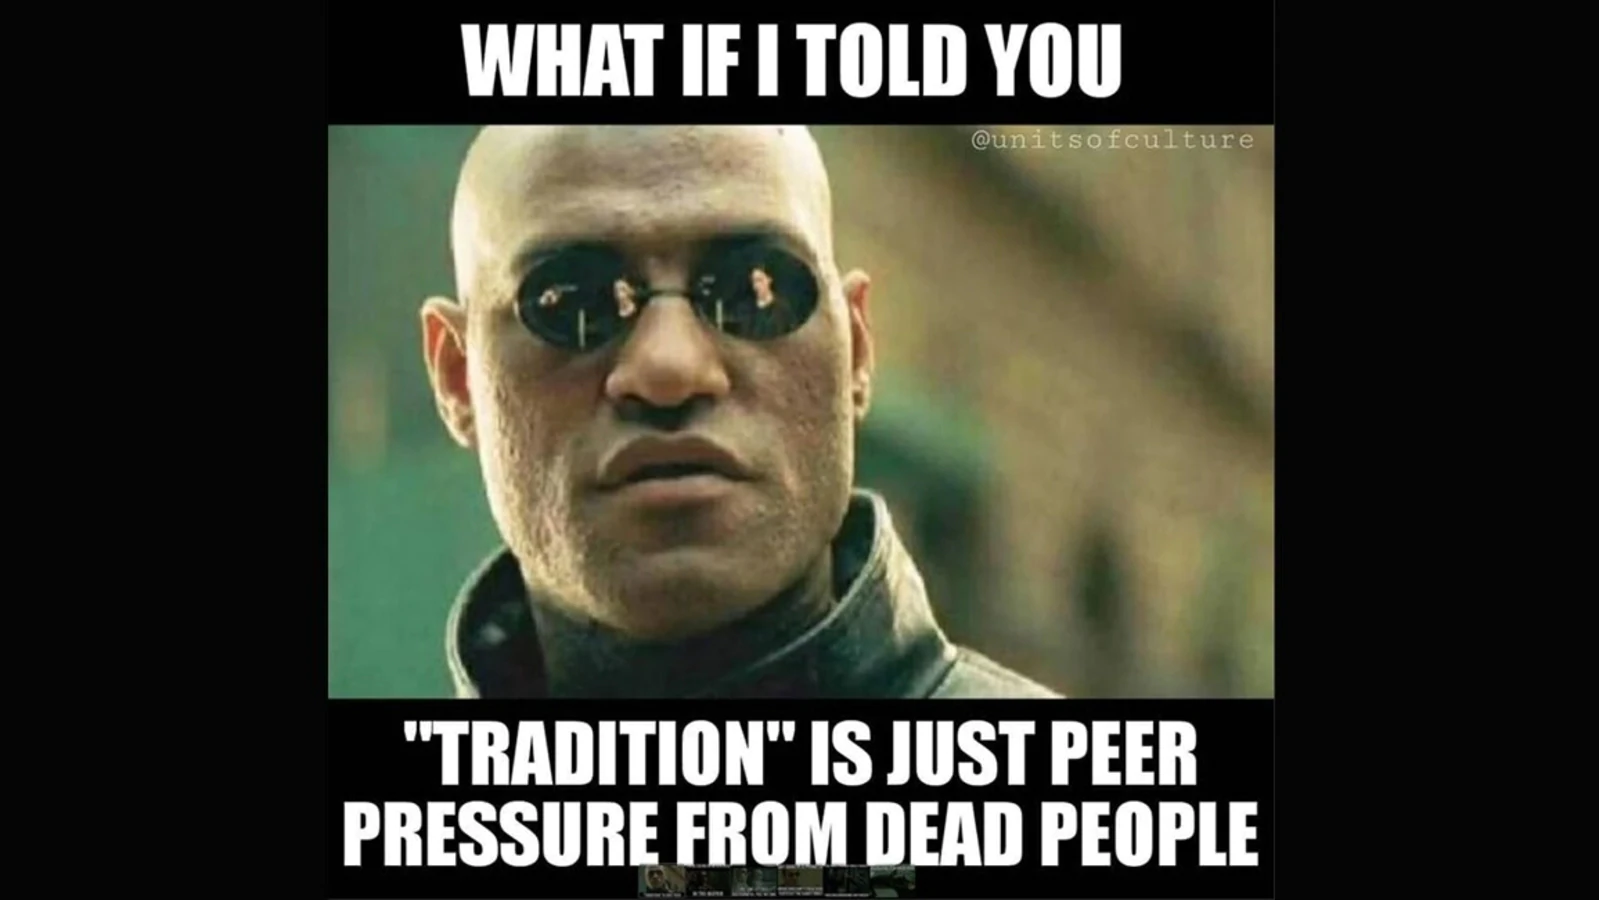 WHAT IF I TOLD YOU
@unitsofculture
"TRADITION" IS JUST PEER
PRESSURE FROM DEAD PEOPLE